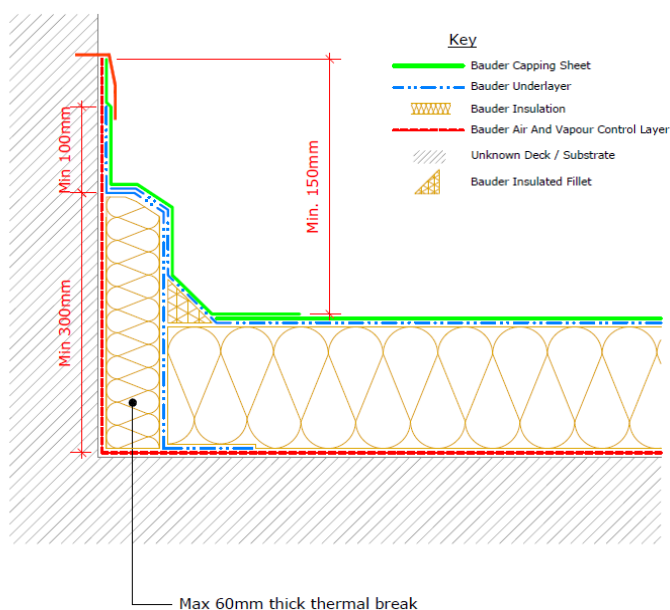 Key
Bauder Capping Sheet
Bauder Underlayer
Bauder Insulation
Bauder Air And Vapour Control Layer
Unknown Deck / Substrate
Bauder Insulated Fillet
Min 100mm
Min. 150mm
Min 300mm
Max 60mm thick thermal break